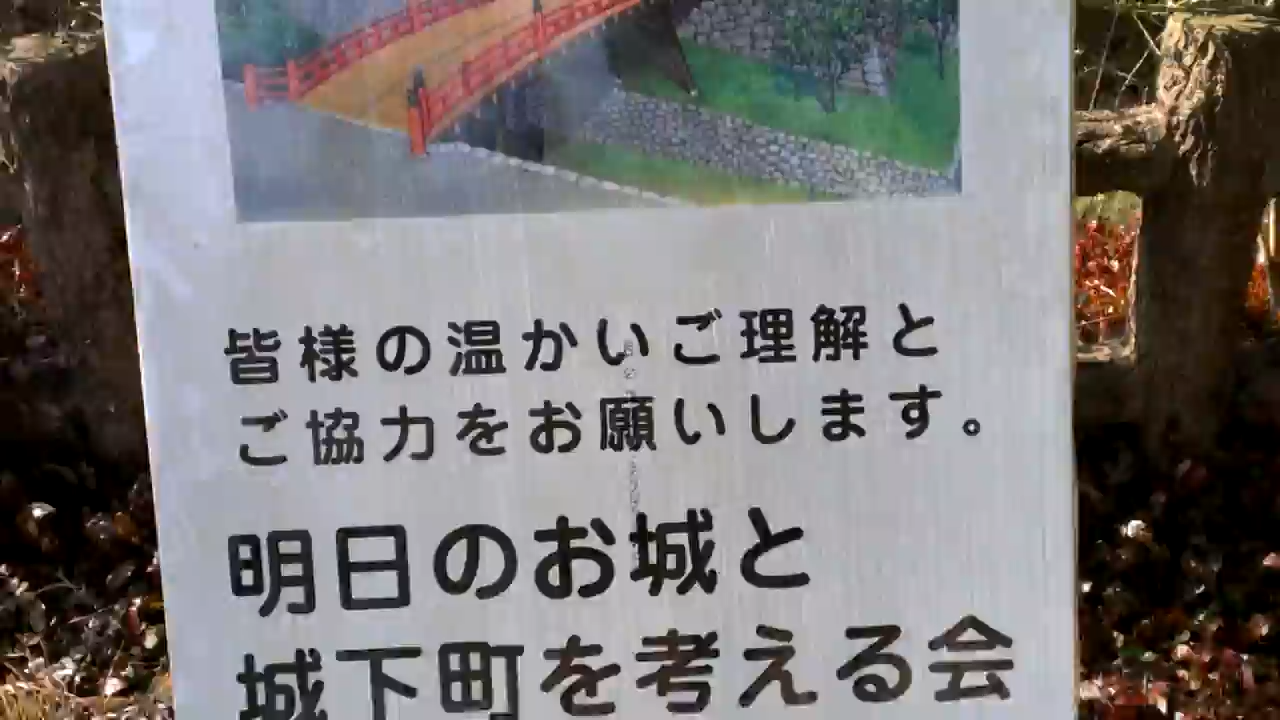 皆様の温かいご理解と
ご協力をお願いします。
明日のお城と
城下町を考える会